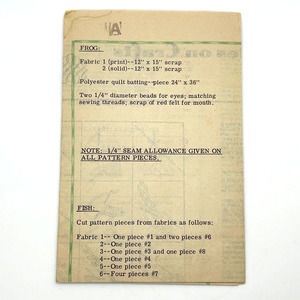 A
FROG:
Fabric 1 (print)--12" x 15" scrap
2 (solid)--12" x 15" scrap
Polyester quilt batting--piece 24" x 36"
Two 1/4" diameter beads for eyes; matching
sewing threads; scrap of red felt for mouth.
NOTE: 1/4" SEAM ALLOWANCE GIVEN ON
ALL PATTERN PIECES.
FISH:
Cut pattern pieces from fabrics as follows:
Fabric 1--One piece #1 and two pieces #6
2--One piece #2
3--One piece #3 and one piece #8
4--One piece #4
5--One piece #5
6--Four pieces #7